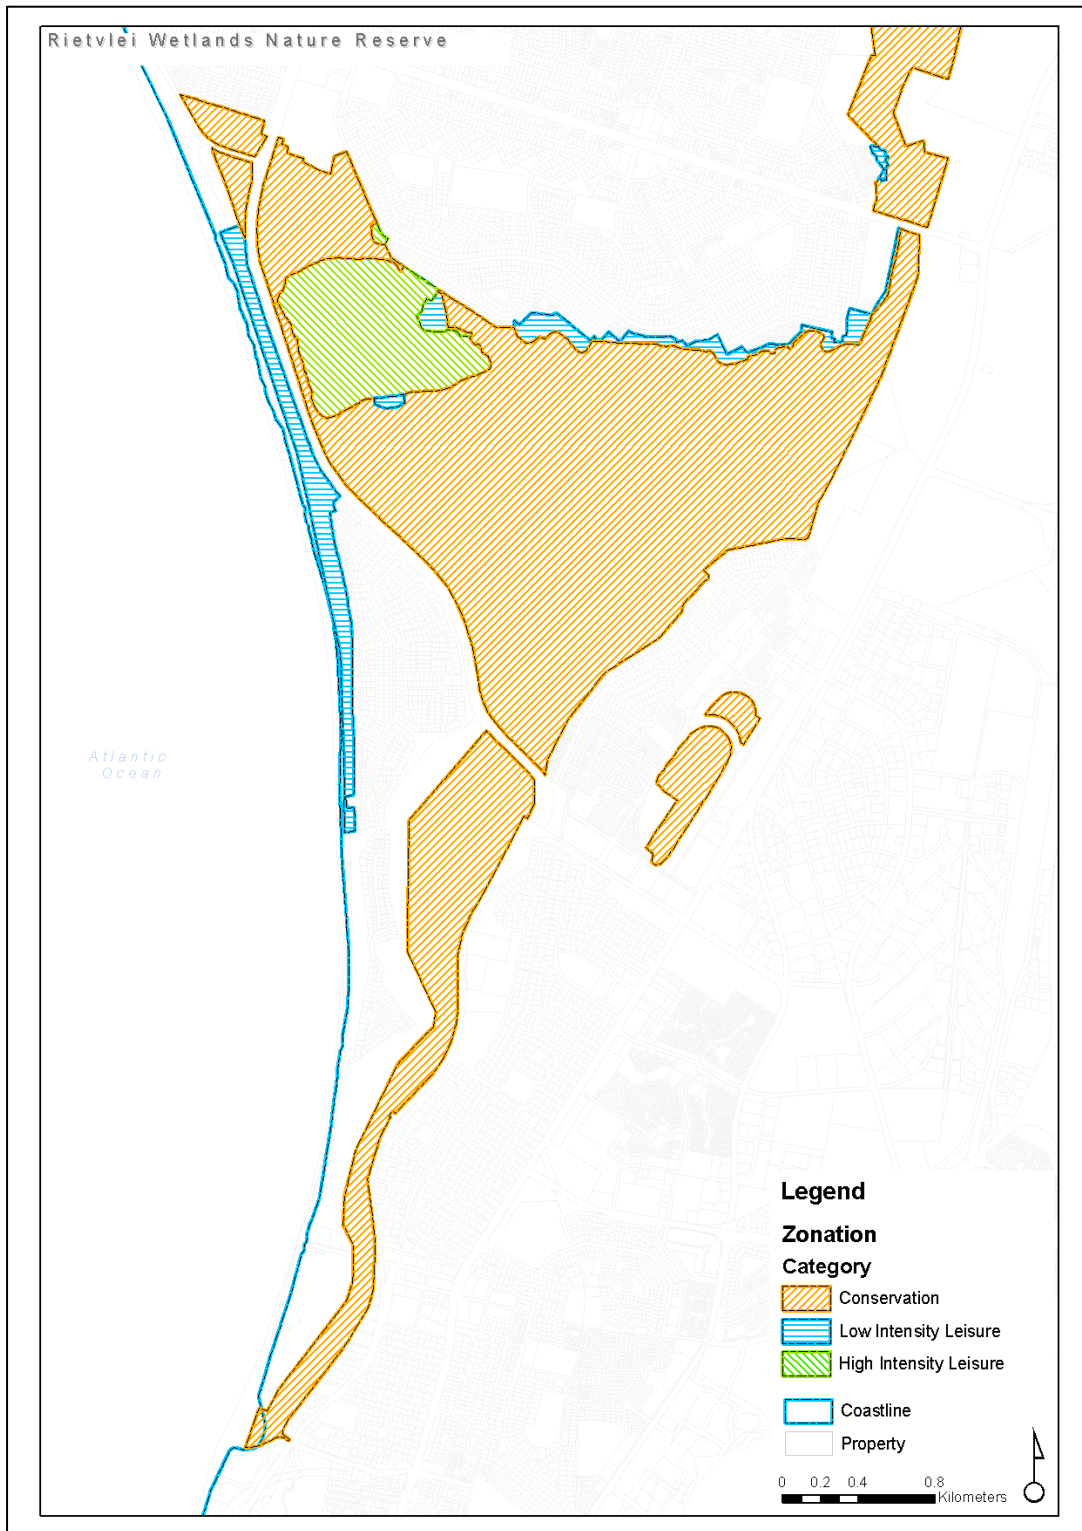 Rietvlei Wetlands Nature Reserve
Atlantic
Ocean
Legend
Zonation
Category
Conservation
Low Intensity Leisure
High Intensity Leisure
Coastline
Property
0 0.2 0.4 0.8
Kilometers